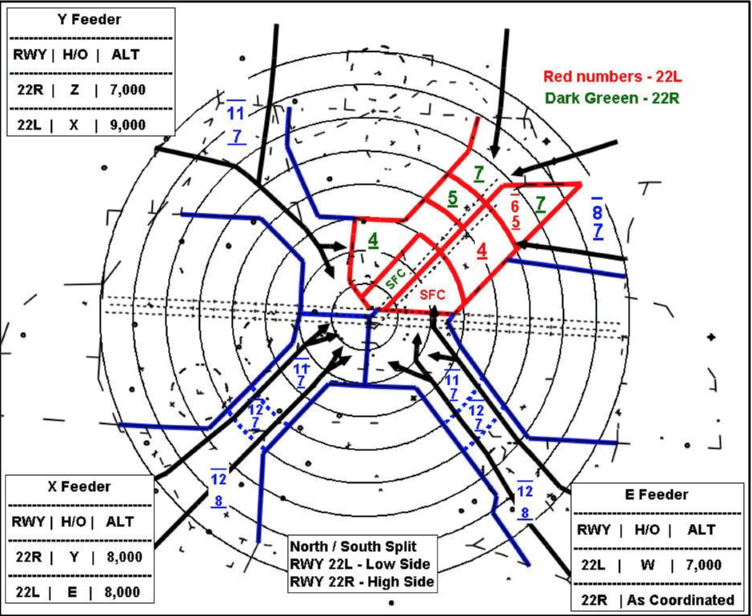 Y Feeder
RWY | H/O | ALT
22R | Z | 7,000
22L | X | 9,000
Red numbers - 22L
Dark Greeen - 22R
11
7
7
5
6
5
7
8
7
4
4
SFC
SFC
11
7
11
7
12
7
12
7
12
8
12
8
X Feeder
RWY | H/O | ALT
22R | Y | 8,000
22L | E | 8,000
North / South Split
RWY 22L - Low Side
RWY 22R - High Side
E Feeder
RWY | H/O | ALT
22L | W | 7,000
22R | As Coordinated